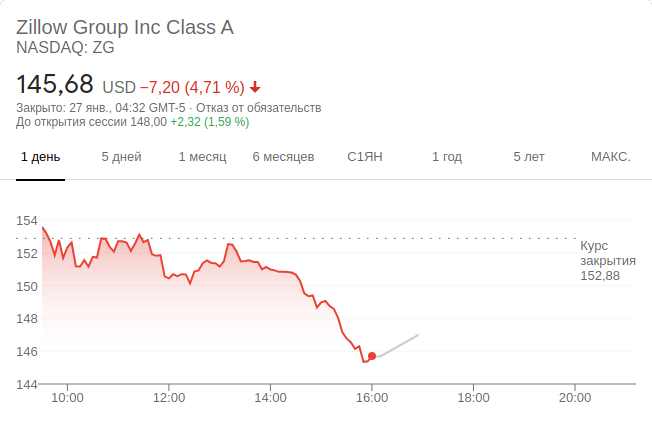 Zillow Group Inc Class A
NASDAQ: ZG
145,68 USD −7,20 (4,71 %)
Закрыто: 27 янв., 04:32 GMT-5 · Отказ от обязательств
До открытия сессии 148,00 +2,32 (1,59 %)
1 день 5 дней 1 месяц 6 месяцев С1ЯН 1 год 5 лет МАКС.
154
152
150
148
146
144
Курс
закрытия
152,88
10:00 12:00 14:00 16:00 18:00 20:00